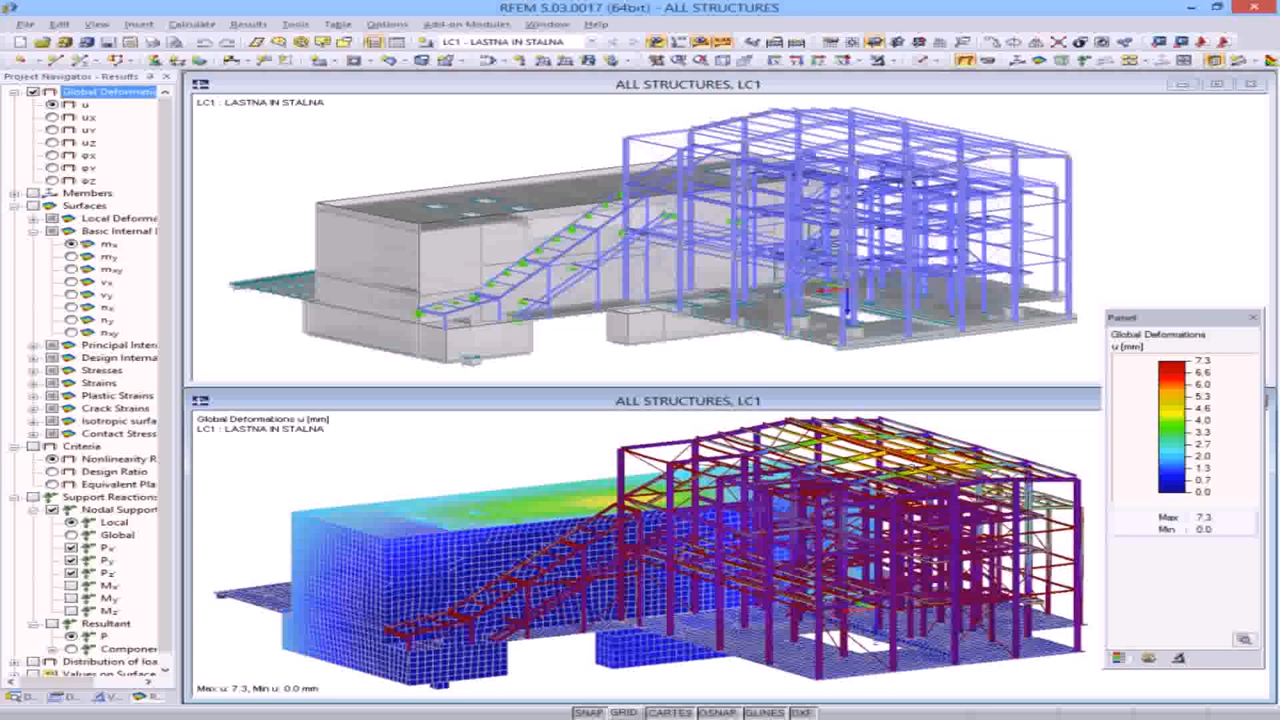 RFEM 5.03.0017 (64bit) - ALL STRUCTURES
File Edit View Insert Calculate Results Tools Table Options Add-on Modules Window Help
LC1 - LASTNA IN STALNA
Project Navigator - Results
Global Deformati
u
ux
uy
uz
φx
φy
φz
Members
Surfaces
Local Deforma
Basic Internal
mx
my
mxy
vx
vy
nx
ny
nxy
Principal Inter
Design Interna
Stresses
Strains
Plastic Strains
Crack Strains
Isotropic surfa
Contact Stress
Criteria
Nonlinearity R
Design Ratio
Equivalent Pla
Support Reactions
Nodal Support
Local
Global
Px
Py
Pz
Mx
My
Mz
Resultant
P
Componen
Distribution of loa
Values on Surface
ALL STRUCTURES, LC1
LC1 : LASTNA IN STALNA
ALL STRUCTURES, LC1
Global Deformations u [mm]
LC1 : LASTNA IN STALNA
Max u: 7.3, Min u: 0.0 mm
Panel
Global Deformations
u [mm]
7.3
6.6
6.0
5.3
4.6
4.0
3.3
2.7
2.0
1.3
0.7
0.0
Max : 7.3
Min : 0.0
SNAP GRID CARTES OSNAP GLINES DXF